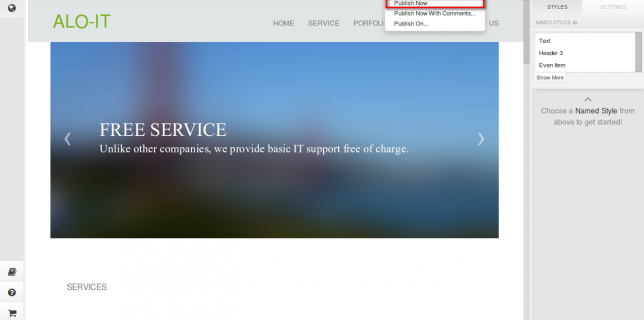 Publish Now
Publish Now With Comments...
Publish On...
ALO-IT
HOME SERVICE PORFOLI US
FREE SERVICE
Unlike other companies, we provide basic IT support free of charge.
SERVICES
STYLES SETTINGS
NAMED STYLES
Text
Header 3
Even Item
Show More
Choose a Named Style from
above to get started!